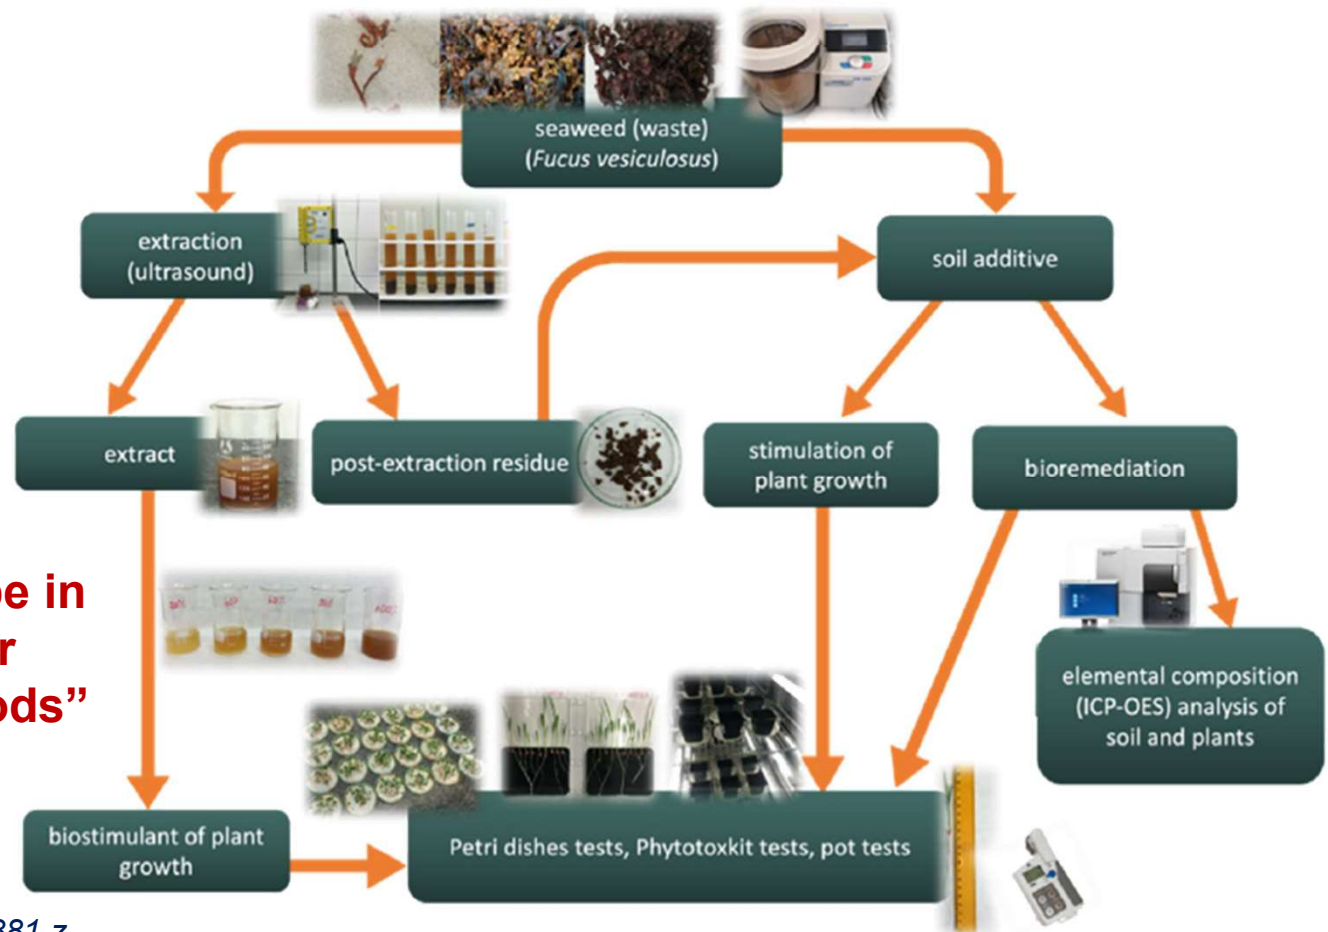 seaweed (waste)
(Fucus vesiculosus)
extraction
(ultrasound)
soil additive
extract
post-extraction residue
stimulation of
plant growth
bioremediation
elemental composition
(ICP-OES) analysis of
soil and plants
biostimulant of plant
growth
Petri dishes tests, Phytotoxkit tests, pot tests
in